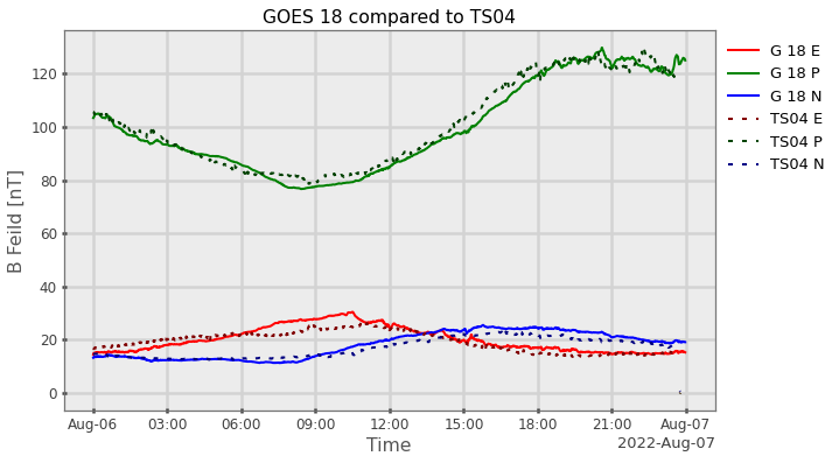 GOES 18 compared to TS04
B Feild [nT]
120
100
80
60
40
20
0
Aug-06 03:00 06:00 09:00 12:00 15:00 18:00 21:00 Aug-07
Time
2022-Aug-07
G 18 E
G 18 P
G 18 N
TS04 E
TS04 P
TS04 N